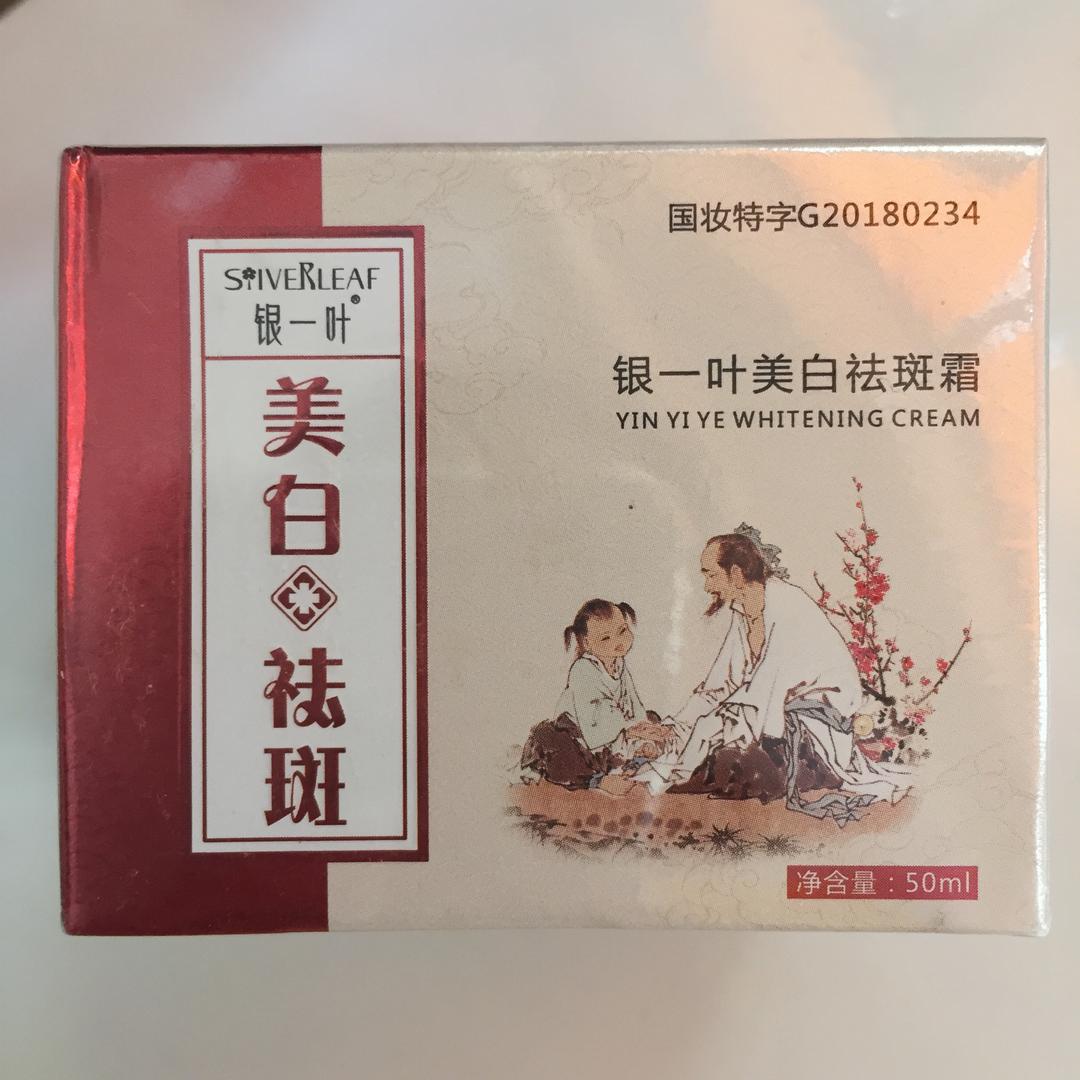 国妆特字G20180234
SILVERLEAF
银一叶®
美白祛斑
银一叶美白祛斑霜
YIN YI YE WHITENING CREAM
净含量：50ml